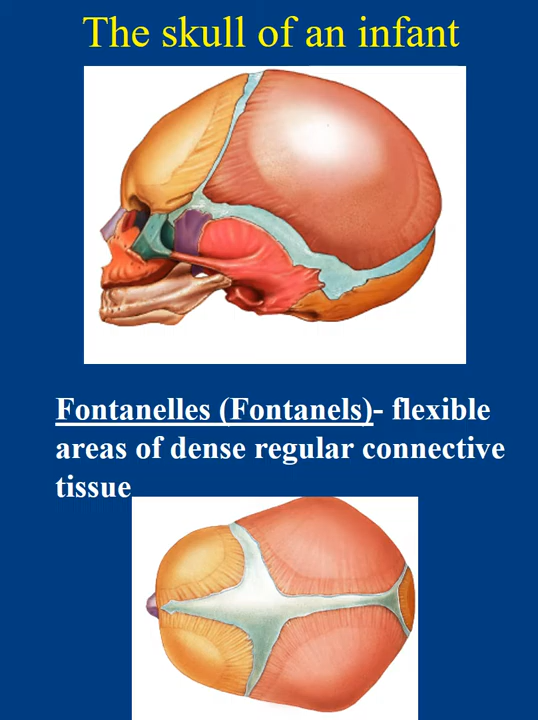 The skull of an infant
Fontanelles (Fontanels)- flexible
areas of dense regular connective
tissue